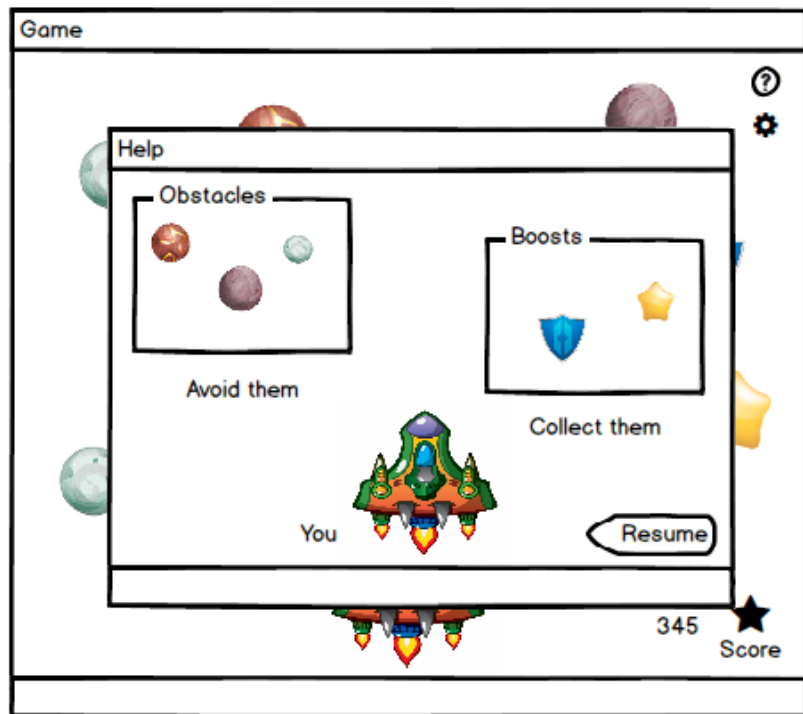 Game
?
Help
Obstacles
Boosts
Avoid them
Collect them
You
Resume
345
Score